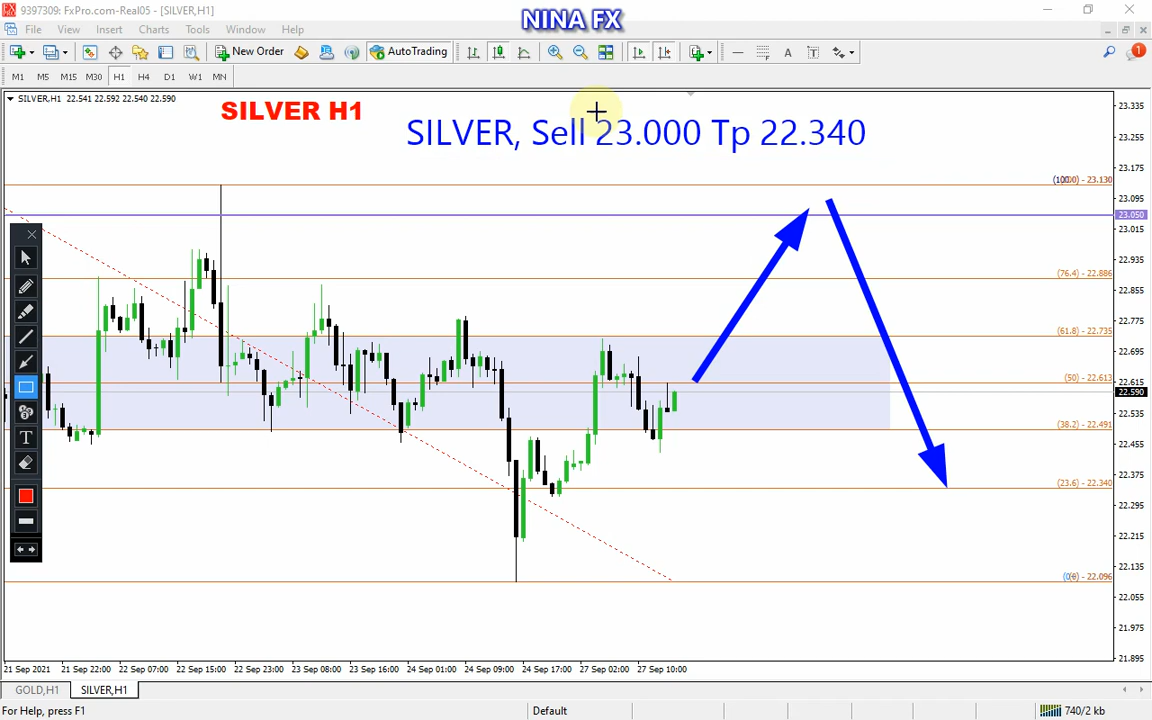 9397309: FxPro.com-Real05 - [SILVER,H1]
NINA FX
File View Insert Charts Tools Window Help
New Order AutoTrading
A T 1
M1 M5 M15 M30 H1 H4 D1 W1 MN
SILVER,H1 22.541 22.592 22.540 22.590
SILVER H1
SILVER, Sell 23.000 Tp 22.340
23.335
23.255
23.175
23.130
23.095
23.050
23.015
22.935
(76.4) - 22.886
22.855
22.775
(61.8) - 22.735
22.695
(50) - 22.613
22.615
22.590
22.535
(38.2) - 22.491
22.455
22.375
(23.6) - 22.340
22.295
22.215
22.135
22.096
22.055
21.975
21.895
T
21 Sep 2021 21 Sep 22:00 22 Sep 07:00 22 Sep 15:00 22 Sep 23:00 23 Sep 08:00 23 Sep 16:00 24 Sep 01:00 24 Sep 09:00 24 Sep 17:00 27 Sep 02:00 27 Sep 10:00
GOLD,H1 SILVER,H1
For Help, press F1 Default 740/2 kb